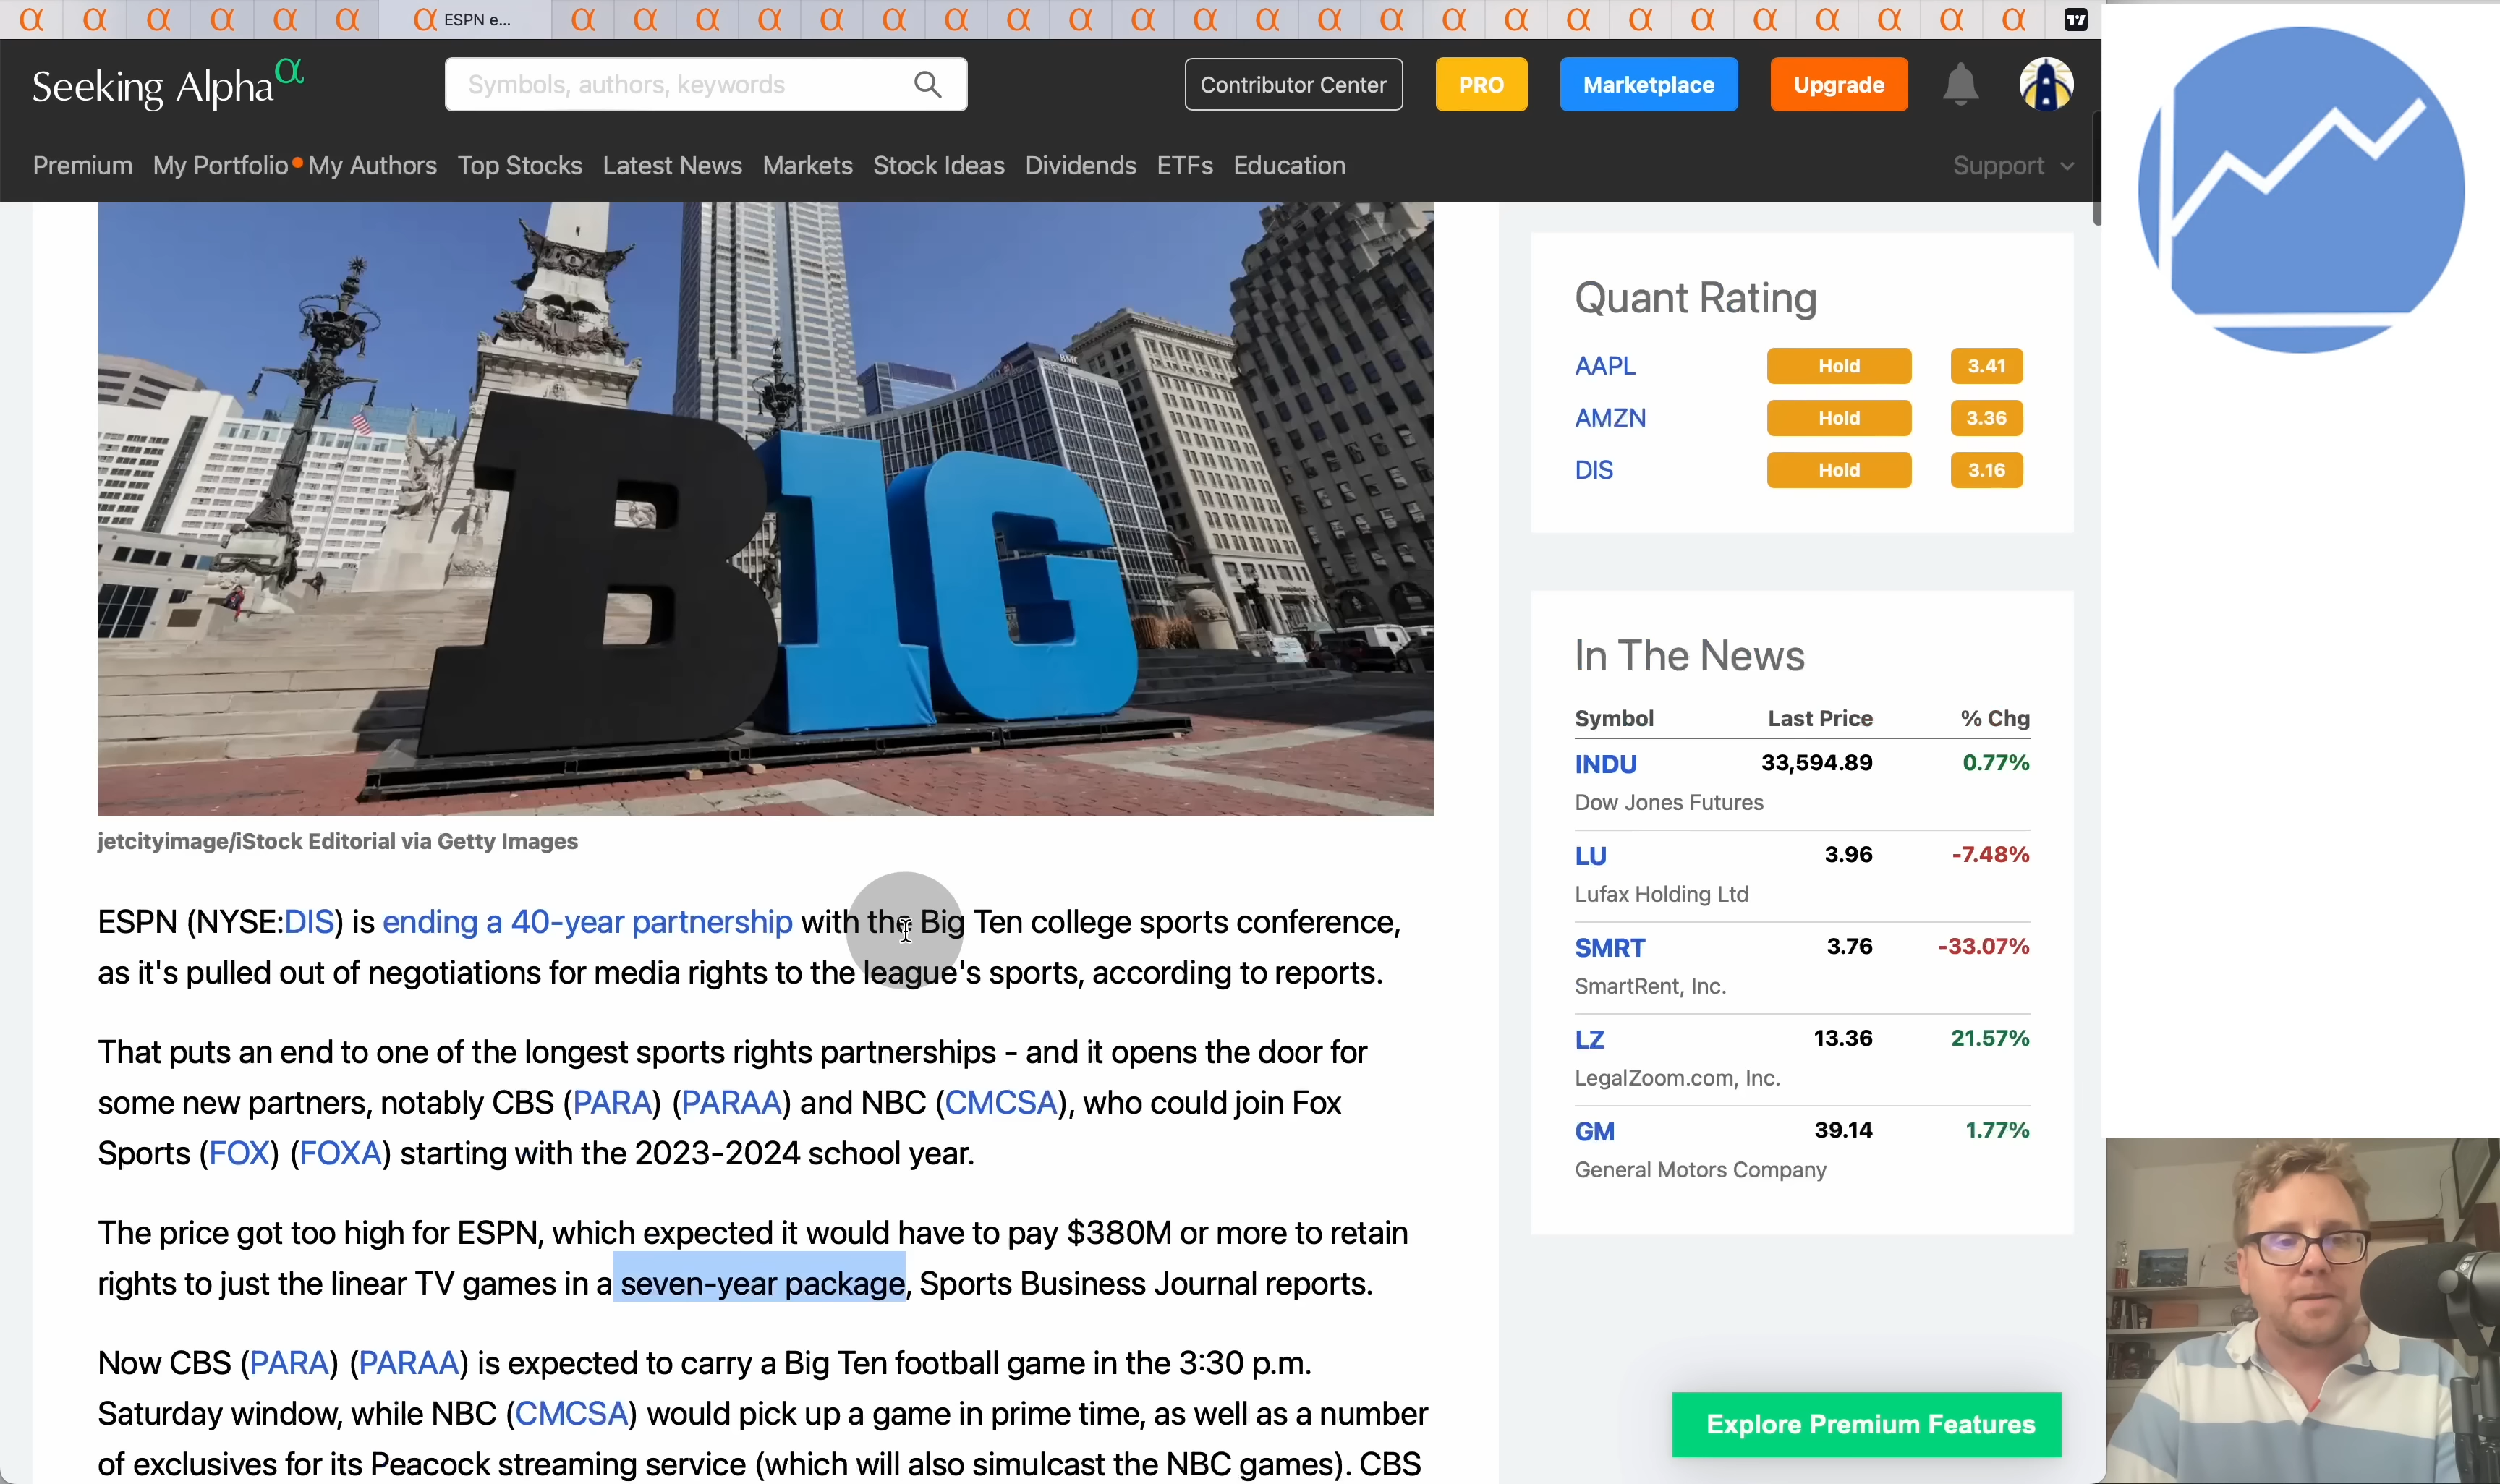 ESPN e...
Seeking Alpha α
Symbols, authors, keywords
Contributor Center
PRO
Marketplace
Upgrade
Premium My Portfolio My Authors Top Stocks Latest News Markets Stock Ideas Dividends ETFs Education
Support
BIG
BMC
jetcityimage/iStock Editorial via Getty Images
ESPN (NYSE:DIS) is ending a 40-year partnership with the Big Ten college sports conference,
as it's pulled out of negotiations for media rights to the league's sports, according to reports.
That puts an end to one of the longest sports rights partnerships - and it opens the door for
some new partners, notably CBS (PARA) (PARAA) and NBC (CMCSA), who could join Fox
Sports (FOX) (FOXA) starting with the 2023-2024 school year.
The price got too high for ESPN, which expected it would have to pay $380M or more to retain
rights to just the linear TV games in a seven-year package, Sports Business Journal reports.
Now CBS (PARA) (PARAA) is expected to carry a Big Ten football game in the 3:30 p.m.
Saturday window, while NBC (CMCSA) would pick up a game in prime time, as well as a number
of exclusives for its Peacock streaming service (which will also simulcast the NBC games). CBS
Quant Rating
AAPL Hold 3.41
AMZN Hold 3.36
DIS Hold 3.16
In The News
Symbol Last Price % Chg
INDU 33,594.89 0.77%
Dow Jones Futures
LU 3.96 -7.48%
Lufax Holding Ltd
SMRT 3.76 -33.07%
SmartRent, Inc.
LZ 13.36 21.57%
LegalZoom.com, Inc.
GM 39.14 1.77%
General Motors Company
Explore Premium Features